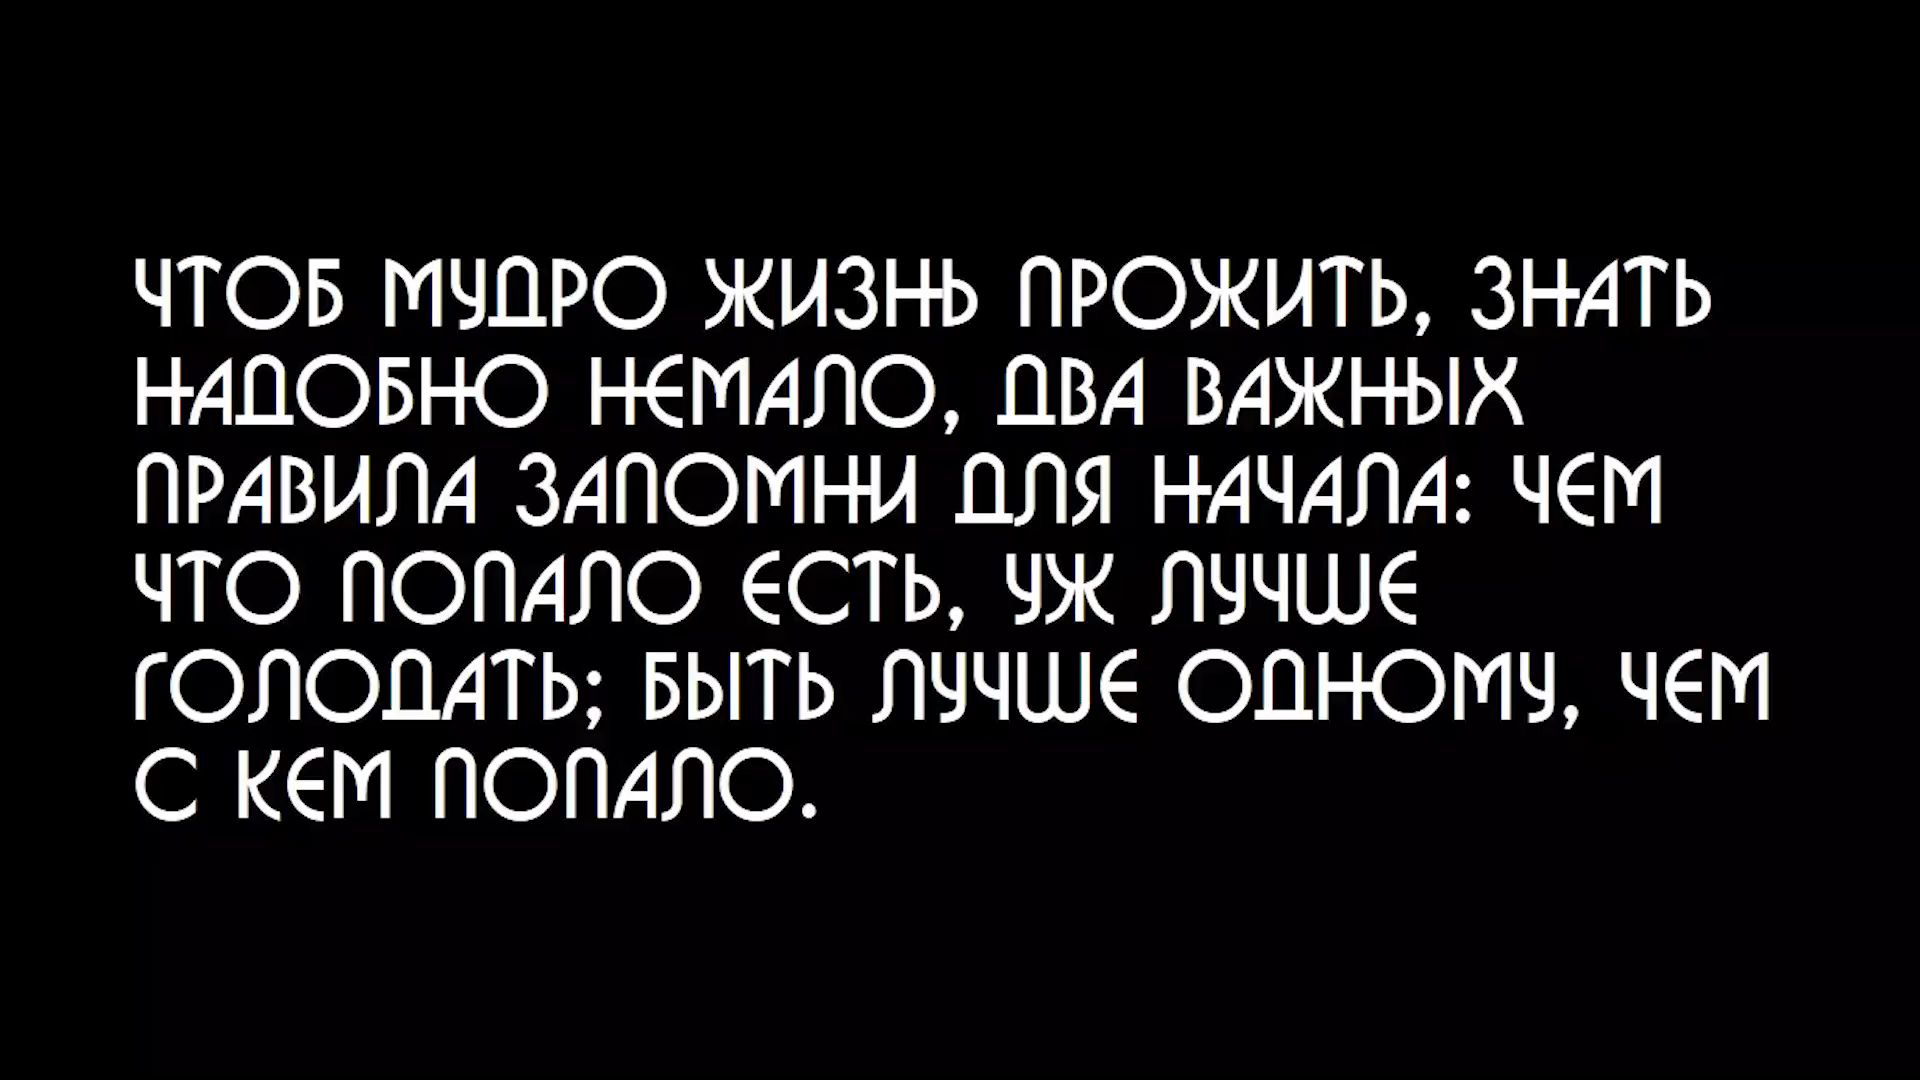 ЧТОБ МУДРО ЖИЗНЬ ПРОЖИТЬ, ЗНАТЬ
НАДОБНО НЕМАЛО, ДВА ВАЖНЫХ
ПРАВИЛА ЗАПОМНИ ДЛЯ НАЧАЛА: ЧЕМ
ЧТО ПОПАЛО ЕСТЬ, УЖ ЛУЧШЕ
ГОЛОДАТЬ; БЫТЬ ЛУЧШЕ ОДНОМУ, ЧЕМ
С КЕМ ПОПАЛО.